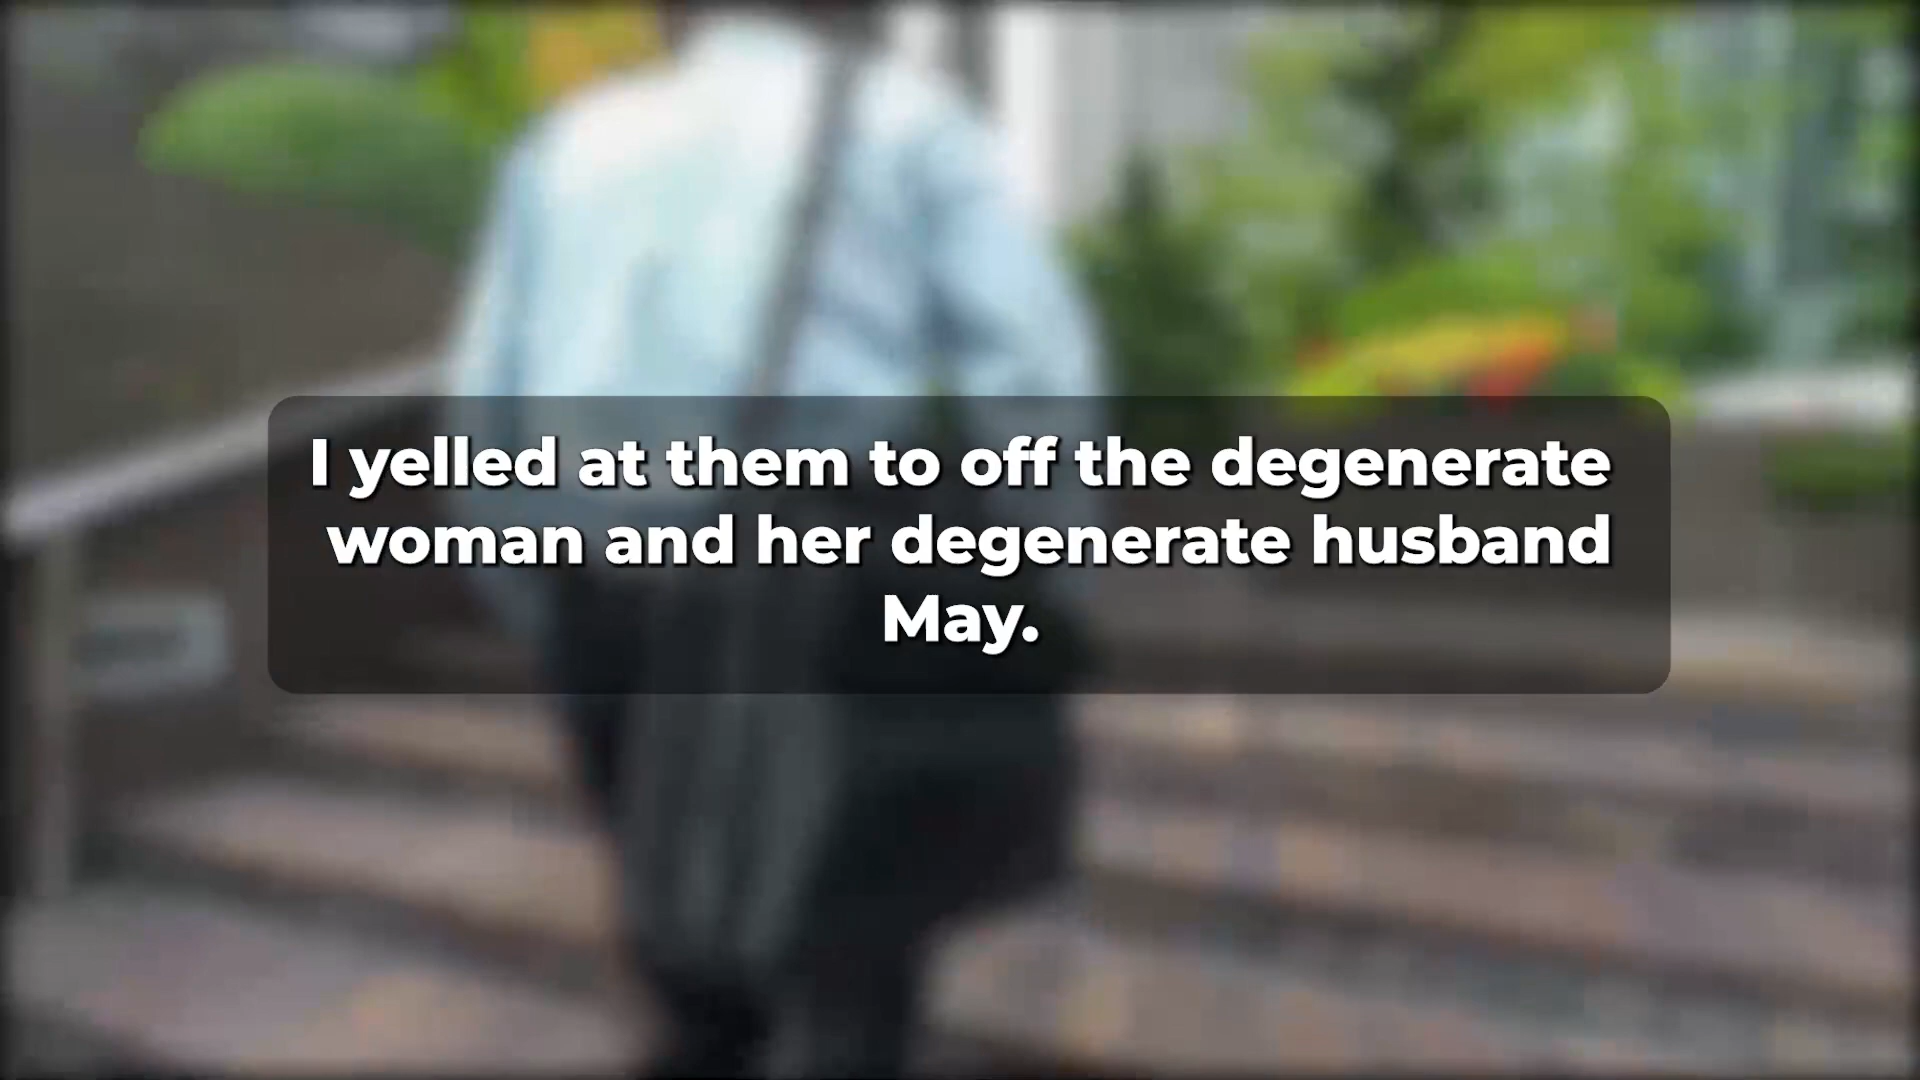 I yelled at them to off the degenerate
woman and her degenerate husband
May.